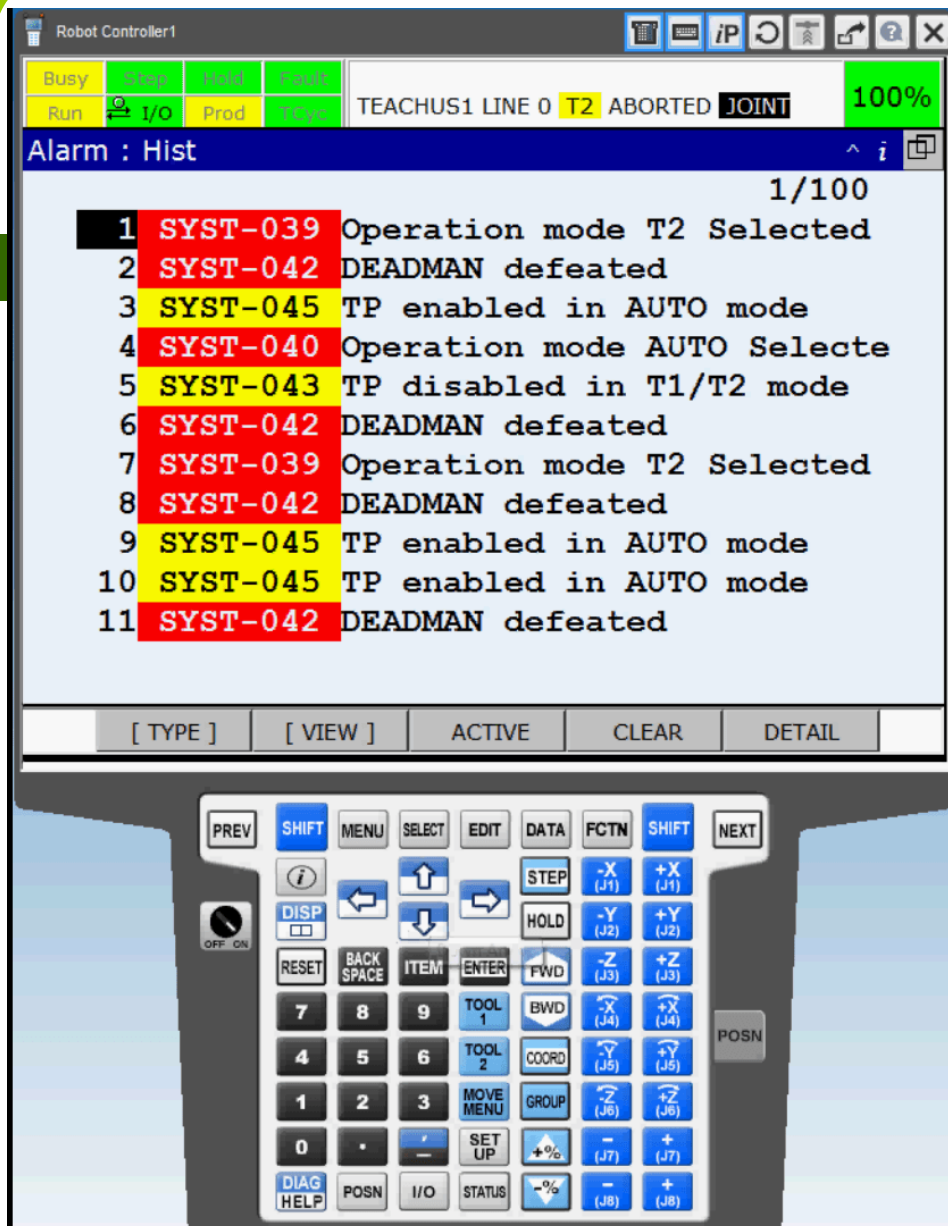 Robot Controller1
iP
Busy Step Hold Fault
Run I/O Prod TCyc
TEACHUS1 LINE 0 T2 ABORTED JOINT
100%
Alarm : Hist
^ i
1/100
1 SYST-039 Operation mode T2 Selected
2 SYST-042 DEADMAN defeated
3 SYST-045 TP enabled in AUTO mode
4 SYST-040 Operation mode AUTO Selecte
5 SYST-043 TP disabled in T1/T2 mode
6 SYST-042 DEADMAN defeated
7 SYST-039 Operation mode T2 Selected
8 SYST-042 DEADMAN defeated
9 SYST-045 TP enabled in AUTO mode
10 SYST-045 TP enabled in AUTO mode
11 SYST-042 DEADMAN defeated
[ TYPE ] [ VIEW ] ACTIVE CLEAR DETAIL
PREV SHIFT MENU SELECT EDIT DATA FCTN SHIFT NEXT
i STEP -X (J1) +X (J1)
DISP HOLD -Y (J2) +Y (J2)
OFF ON
RESET BACK SPACE ITEM ENTER FWD -Z (J3) +Z (J3)
7 8 9 TOOL 1 BWD -X (J4) +X (J4)
POSN
4 5 6 TOOL 2 COORD -Y (J5) +Y (J5)
1 2 3 MOVE MENU GROUP -Z (J6) +Z (J6)
0 . , - SET UP +% - (J7) + (J7)
DIAG HELP POSN I/O STATUS -% - (J8) + (J8)